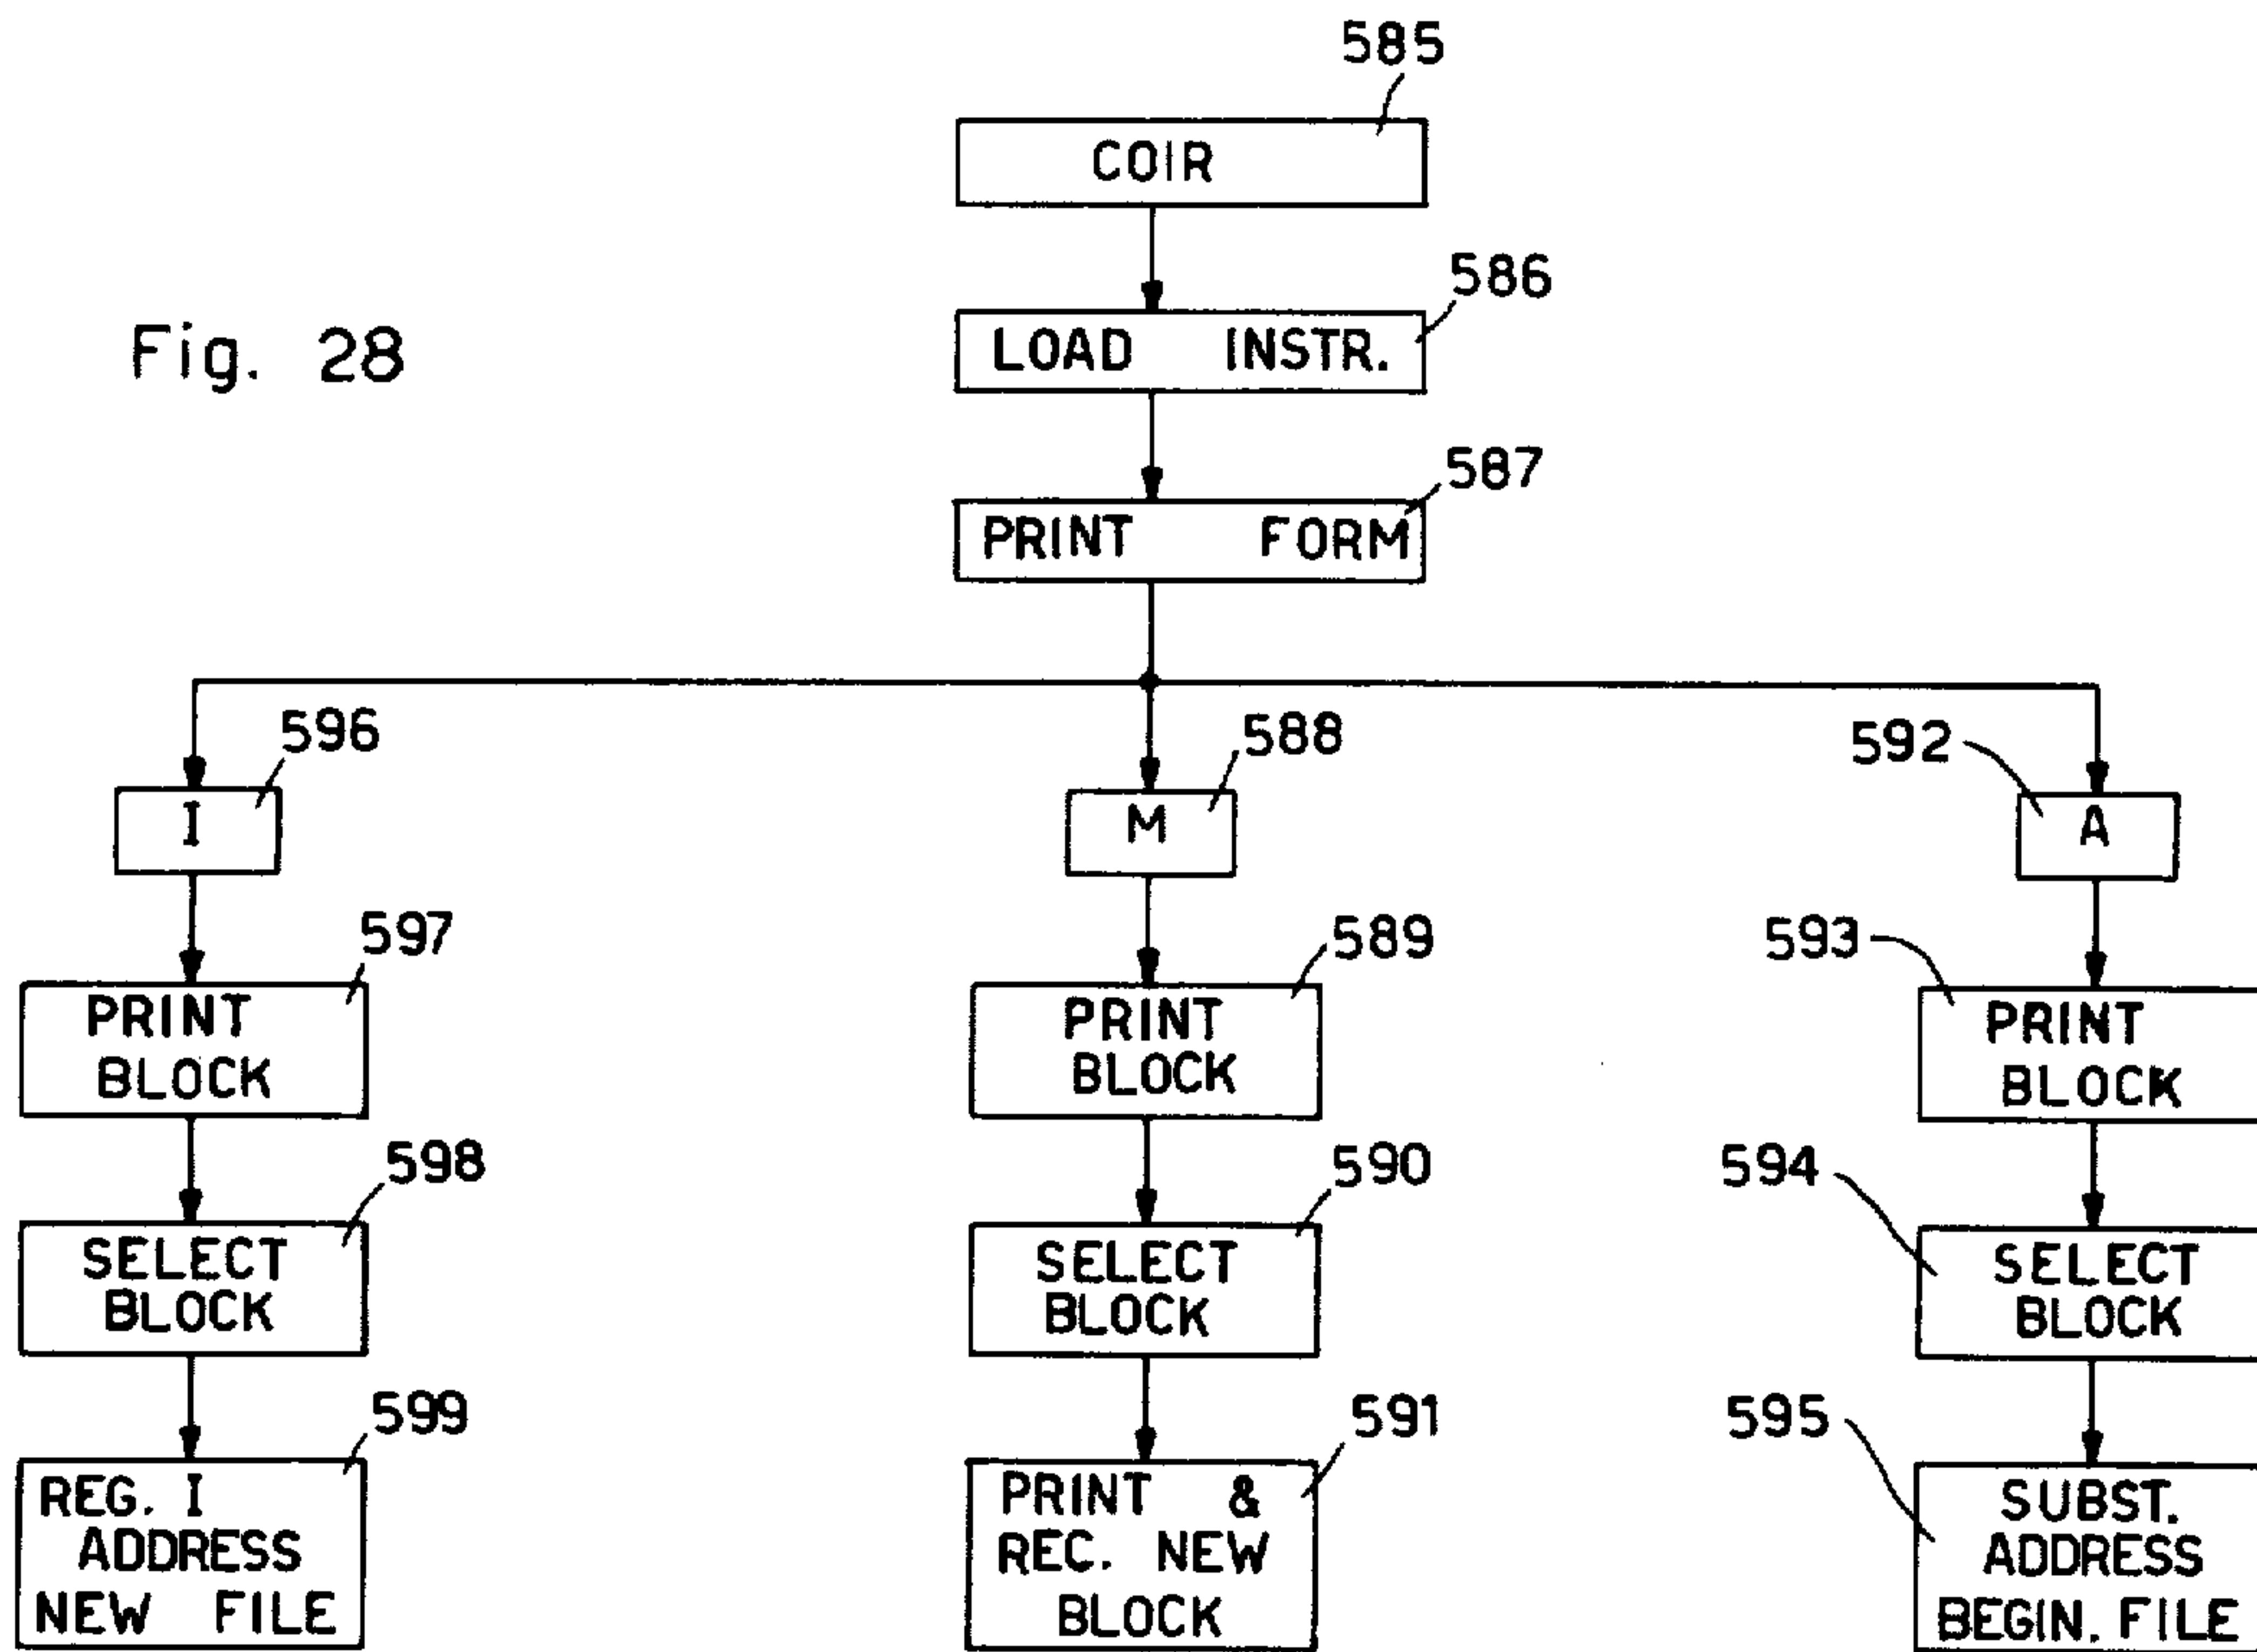 585
COIR
586
LOAD INSTR.
Fig. 28
587
PRINT FORM
596
I
588
M
592
A
597
PRINT
BLOCK
589
PRINT
BLOCK
593
PRINT
BLOCK
598
SELECT
BLOCK
590
SELECT
BLOCK
594
SELECT
BLOCK
599
REG. I
ADDRESS
NEW FILE
591
PRINT &
REC. NEW
BLOCK
595
SUBST.
ADDRESS
BEGIN. FILE